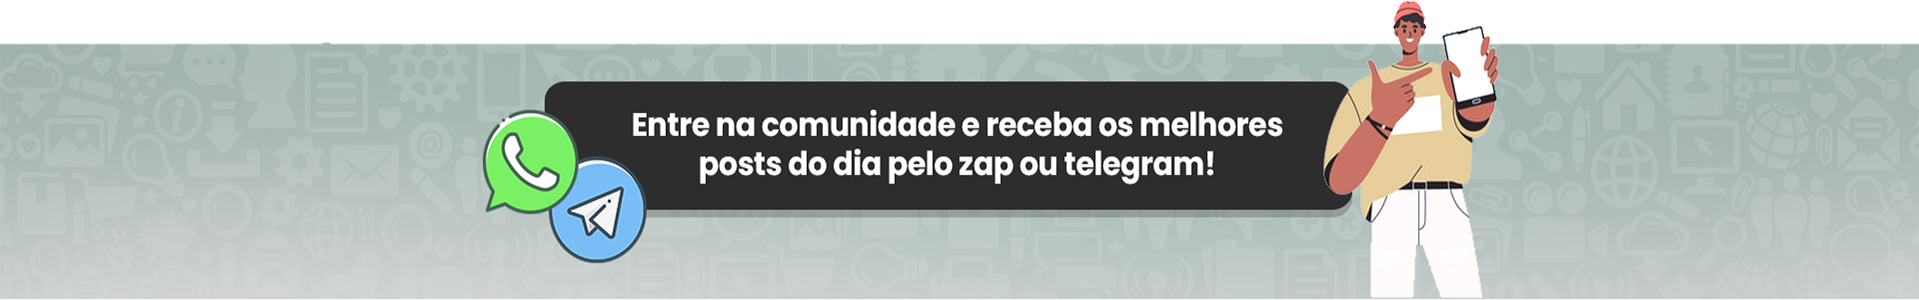 Entre na comunidade e receba os melhores
posts do dia pelo zap ou telegram!